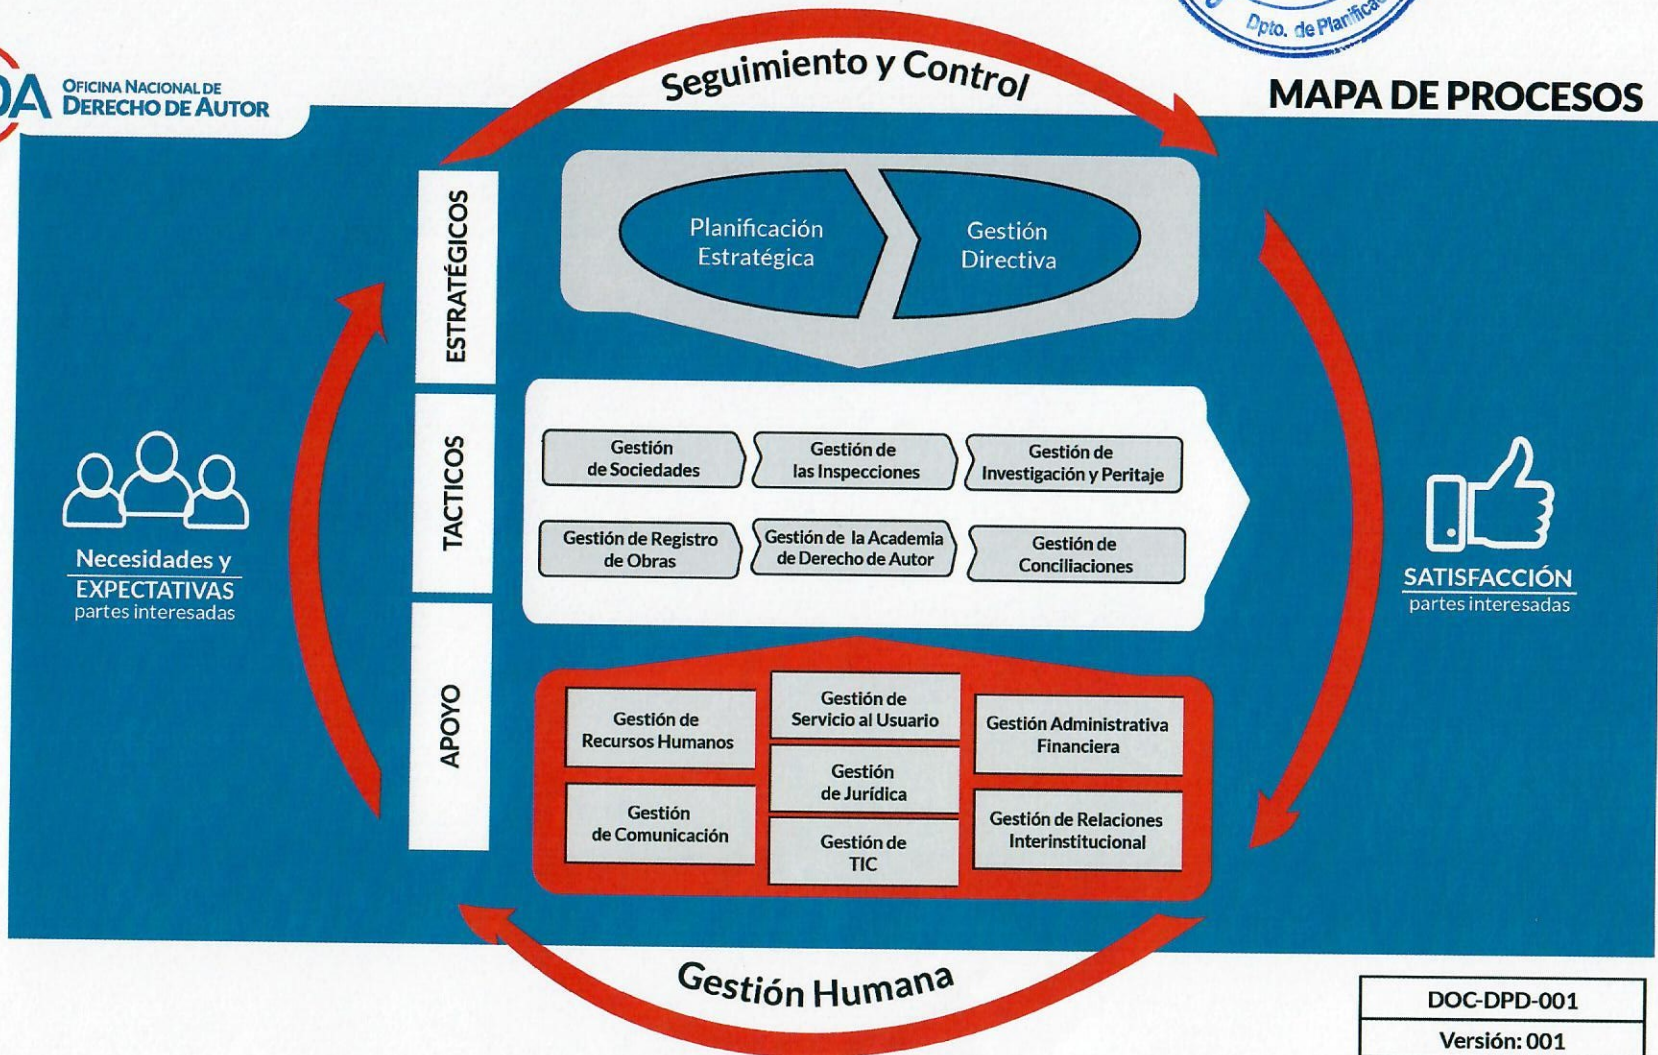 Dpto. de
DA
OFICINA NACIONAL DE
DERECHO DE AUTOR
MAPA DE PROCESOS
Seguimiento y Control
ESTRATÉGICOS
Planificación
Estratégica
Gestión
Directiva
TACTICOS
Gestión
de Sociedades
Gestión de
las Inspecciones
Gestión de
Investigación y Peritaje
Gestión de Registro
de Obras
Gestión de la Academia
de Derecho de Autor
Gestión de
Conciliaciones
Necesidades y
EXPECTATIVAS
partes interesadas
SATISFACCIÓN
partes interesadas
APOYO
Gestión de
Recursos Humanos
Gestión
de Comunicación
Gestión de
Servicio al Usuario
Gestión
de Jurídica
Gestión de
TIC
Gestión Administrativa
Financiera
Gestión de Relaciones
Interinstitucional
Gestión Humana
DOC-DPD-001
Versión: 001